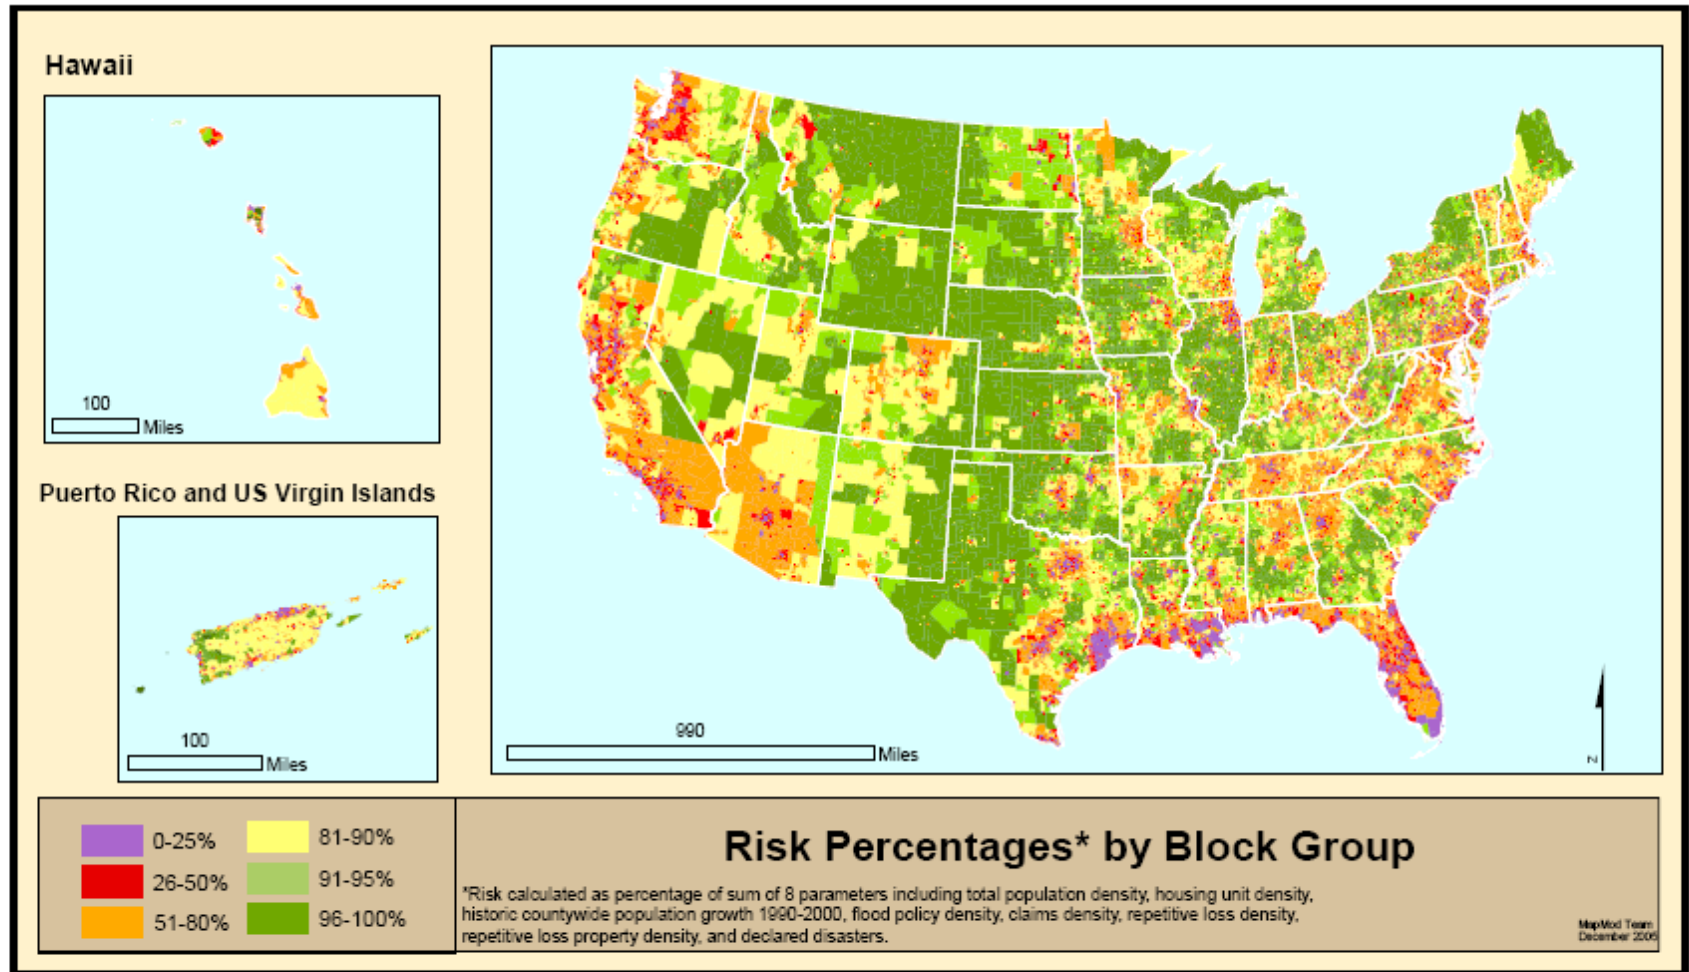 Hawaii
100
Miles
Puerto Rico and US Virgin Islands
100
Miles
990
Miles
N
0-25%
26-50%
51-80%
81-90%
91-95%
96-100%
Risk Percentages* by Block Group
*Risk calculated as percentage of sum of 8 parameters including total population density, housing unit density,
historic countywide population growth 1990-2000, flood policy density, claims density, repetitive loss density,
repetitive loss property density, and declared disasters.
MapMod Team
December